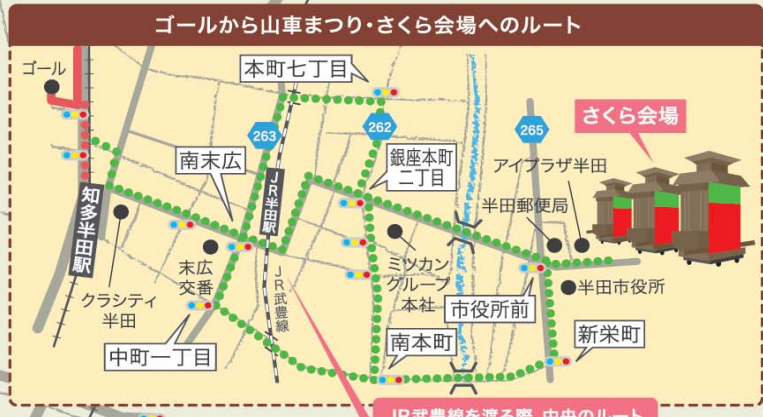 ゴールから山車まつり・さくら会場へのルート
ゴール
本町七丁目
263
262
265
さくら会場
南末広
銀座本町
二丁目
アイプラザ半田
半田郵便局
知多半田駅
JR半田駅
クラシティ
半田
末広
交番
JR武豊線
ミツカン
グループ
本社
市役所前
半田市役所
中町一丁目
南本町
新栄町
JR武豊線を渡る際、中央のルート